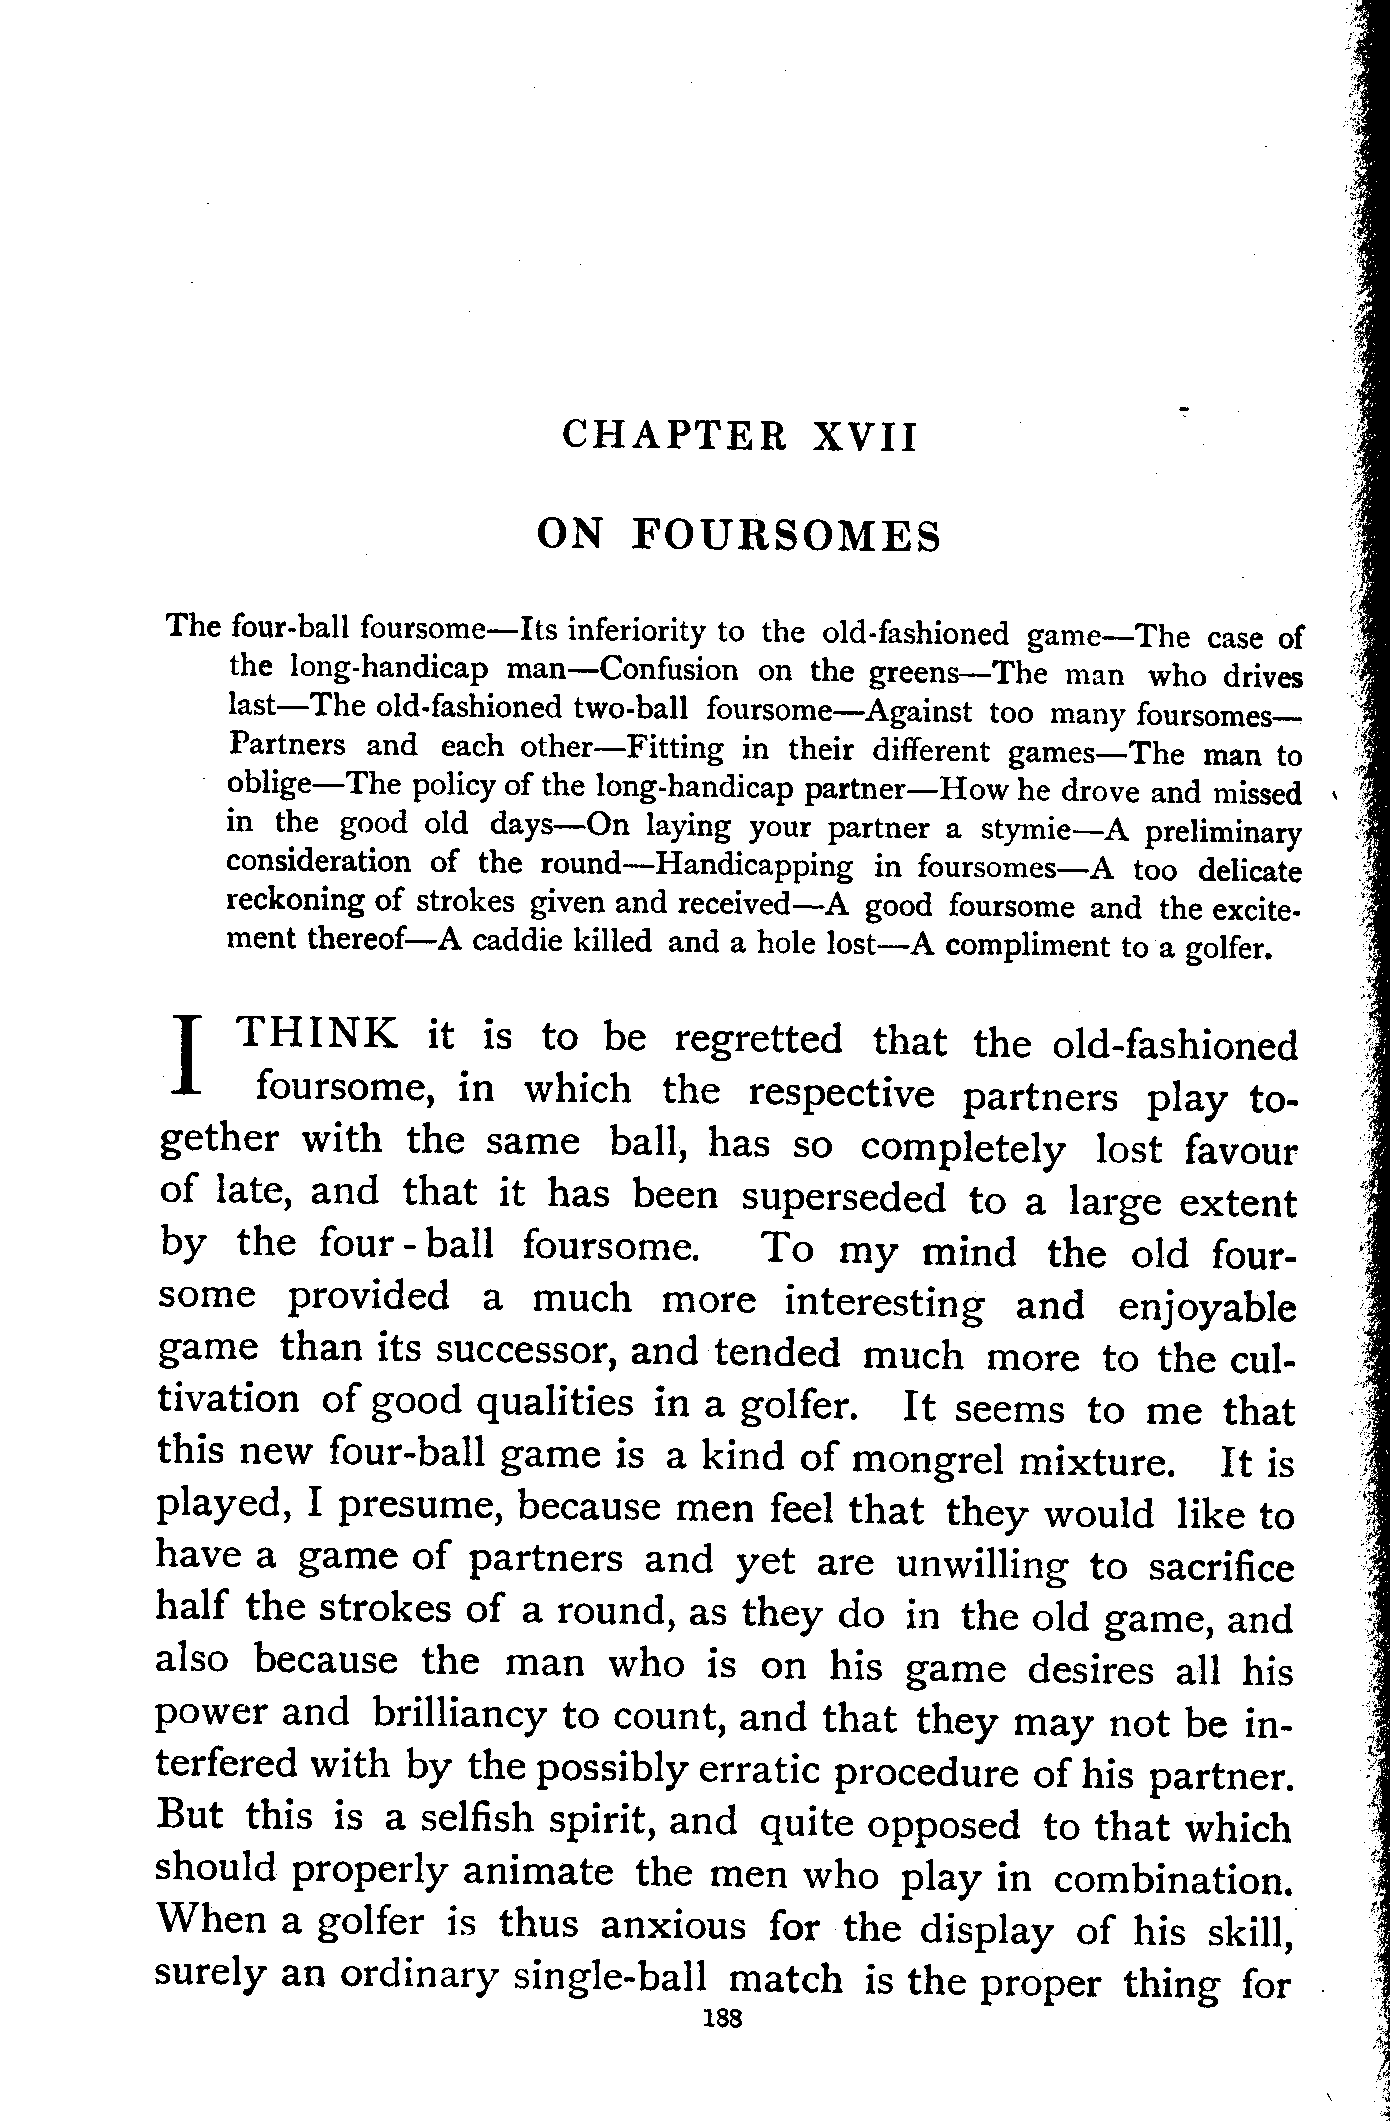 CHAPTER XVII
ON FOURSOMES
The four-ball foursome—Its inferiority to the old-fashioned game—The case of
the long-handicap man—Confusion on the greens—The man who drives
last—The old-fashioned two-ball foursome—Against too many foursomes—
Partners and each other—Fitting in their different games—The man to
oblige—The policy of the long-handicap partner—How he drove and missed
in the good old days—On laying your partner a stymie—A preliminary
consideration of the round—Handicapping in foursomes—A too delicate
reckoning of strokes given and received—A good foursome and the excite-
ment thereof—A caddie killed and a hole lost—A compliment to a golfer.
I THINK it is to be regretted that the old-fashioned
foursome, in which the respective partners play to-
gether with the same ball, has so completely lost favour
of late, and that it has been superseded to a large extent
by the four-ball foursome. To my mind the old four-
some provided a much more interesting and enjoyable
game than its successor, and tended much more to the cul-
tivation of good qualities in a golfer. It seems to me that
this new four-ball game is a kind of mongrel mixture. It is
played, I presume, because men feel that they would like to
have a game of partners and yet are unwilling to sacrifice
half the strokes of a round, as they do in the old game, and
also because the man who is on his game desires all his
power and brilliancy to count, and that they may not be in-
terfered with by the possibly erratic procedure of his partner.
But this is a selfish spirit, and quite opposed to that which
should properly animate the men who play in combination.
When a golfer is thus anxious for the display of his skill,
surely an ordinary single-ball match is the proper thing for
188